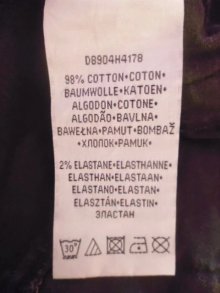 D8904H4178
98% COTTON•COTON•
BAUMWOLLE•KATOEN•
ALGODON•COTONE•
ALGODÃO•BAVLNA•
BAWEŁNA•PAMUT•BOMBAŽ
•ХЛОПОК•PAMUK•
2% ELASTANE•ELASTHANNE•
ELASTHAN•ELASTAAN•
ELASTANO•ELASTAN•
ELASZTÁN•ELASTIN•
ЭЛАСТАН
30°